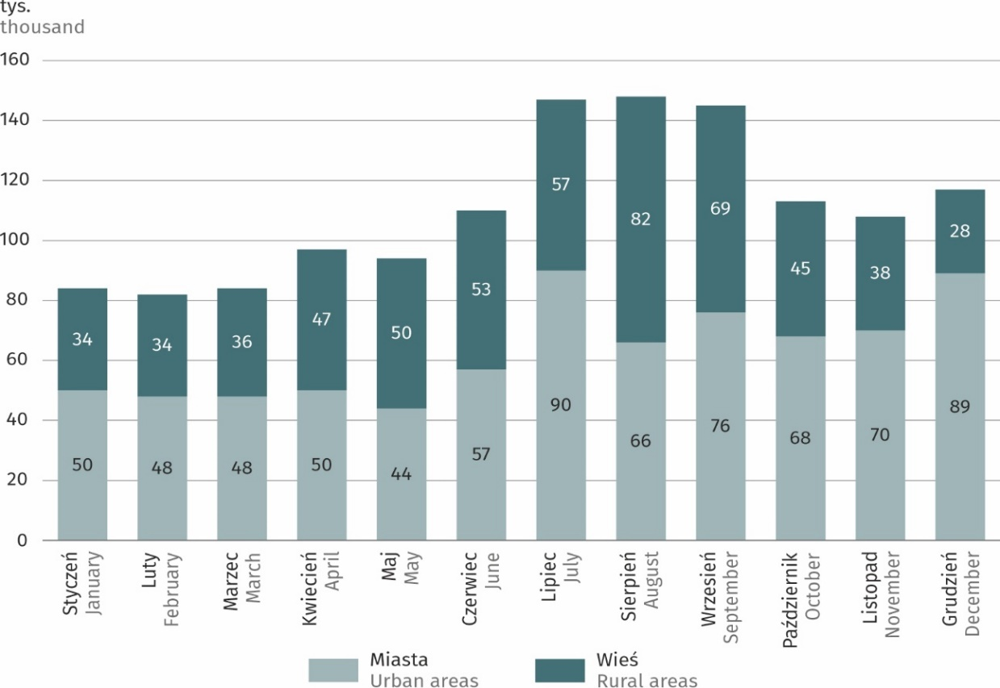 tys.
thousand
160
140
120
100
80
60
40
20
0
34
34
36
47
50
53
57
82
69
45
38
28
50
48
48
50
44
57
90
66
76
68
70
89
Styczeń
January
Luty
February
Marzec
March
Kwiecień
April
Maj
May
Czerwiec
June
Lipiec
July
Sierpień
August
Wrzesień
September
Październik
October
Listopad
November
Grudzień
December
Miasta
Urban areas
Wieś
Rural areas